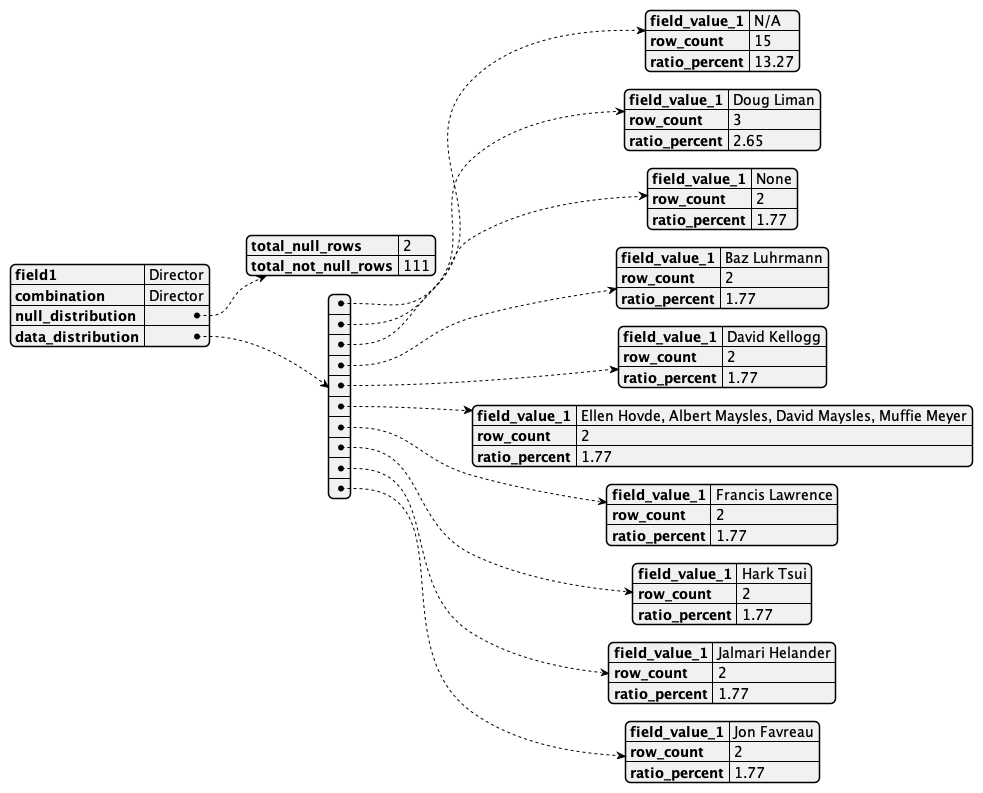 field1 Director
combination Director
null_distribution
data_distribution
total_null_rows 2
total_not_null_rows 111
field_value_1 N/A
row_count 15
ratio_percent 13.27
field_value_1 Doug Liman
row_count 3
ratio_percent 2.65
field_value_1 None
row_count 2
ratio_percent 1.77
field_value_1 Baz Luhrmann
row_count 2
ratio_percent 1.77
field_value_1 David Kellogg
row_count 2
ratio_percent 1.77
field_value_1 Ellen Hovde, Albert Maysles, David Maysles, Muffie Meyer
row_count 2
ratio_percent 1.77
field_value_1 Francis Lawrence
row_count 2
ratio_percent 1.77
field_value_1 Hark Tsui
row_count 2
ratio_percent 1.77
field_value_1 Jalmari Helander
row_count 2
ratio_percent 1.77
field_value_1 Jon Favreau
row_count 2
ratio_percent 1.77